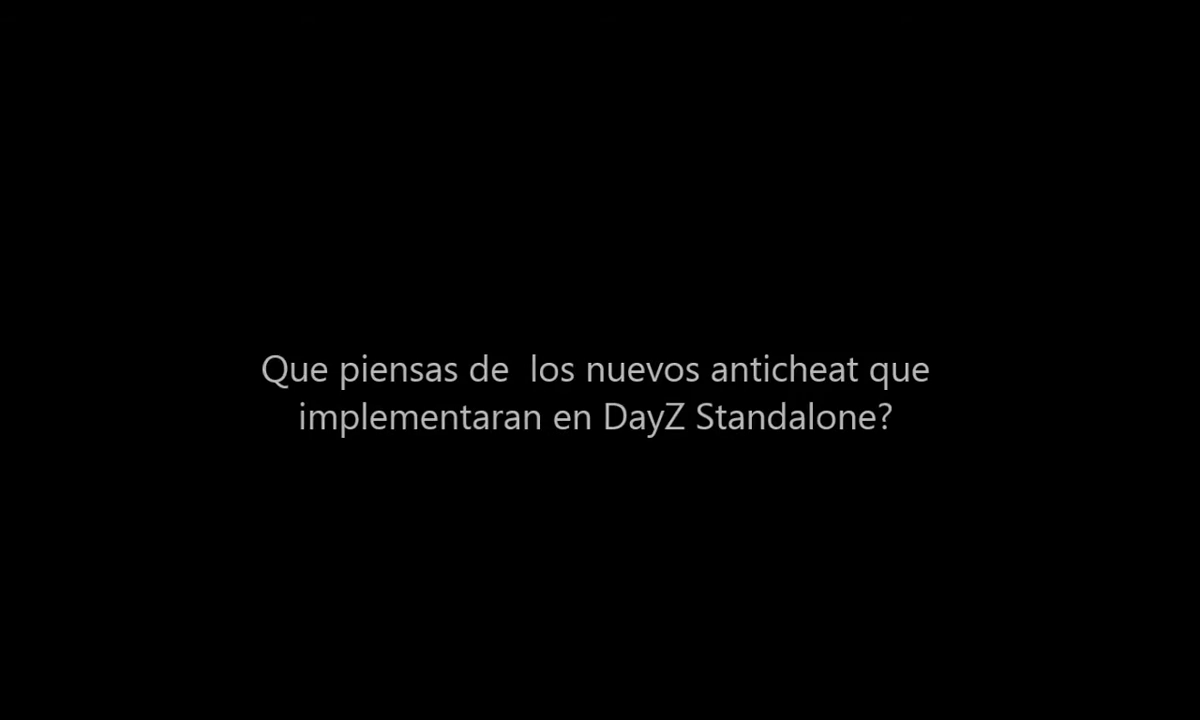 Que piensas de  los nuevos anticheat que
implementaran en DayZ Standalone?